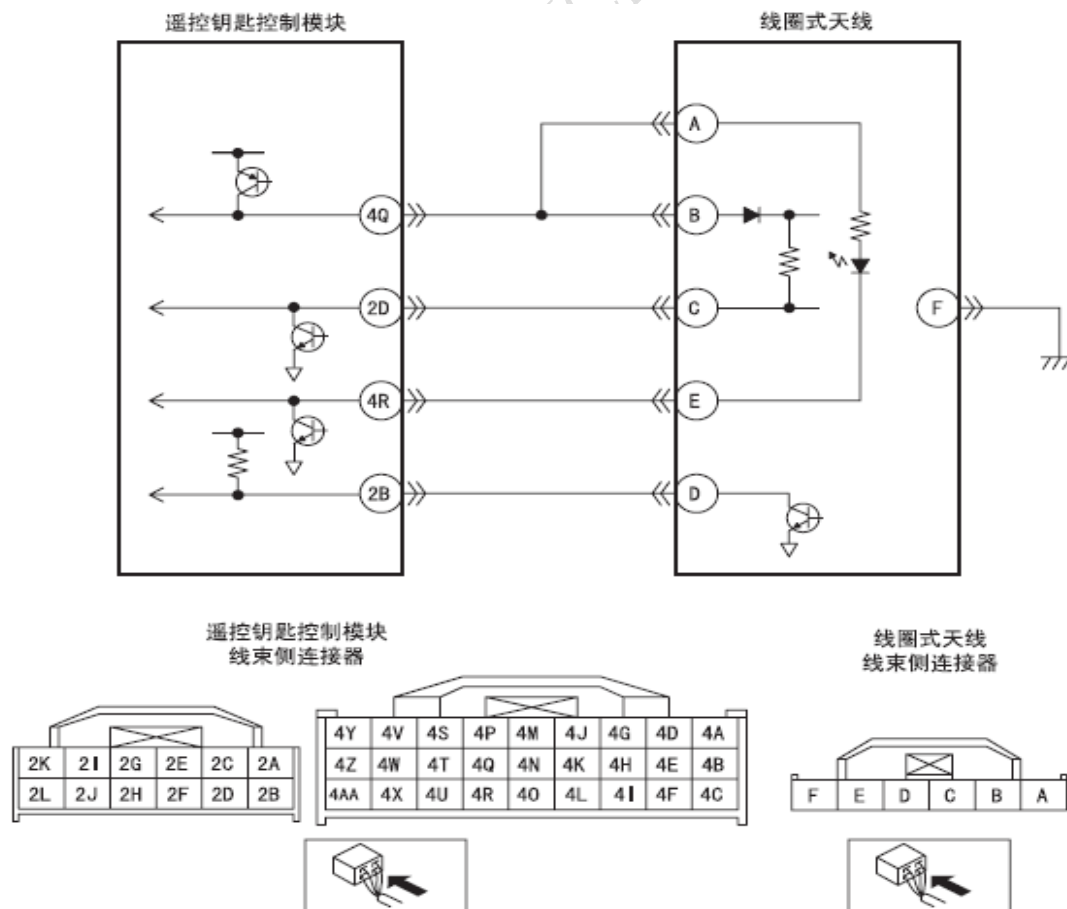 遥控钥匙控制模块
线圈式天线
A
4Q
B
2D
C
F
4R
E
2B
D
遥控钥匙控制模块
线束侧连接器
线圈式天线
线束侧连接器
2K 2I 2G 2E 2C 2A
2L 2J 2H 2F 2D 2B
4Y 4V 4S 4P 4M 4J 4G 4D 4A
4Z 4W 4T 4Q 4N 4K 4H 4E 4B
4AA 4X 4U 4R 4O 4L 4I 4F 4C
F E D C B A